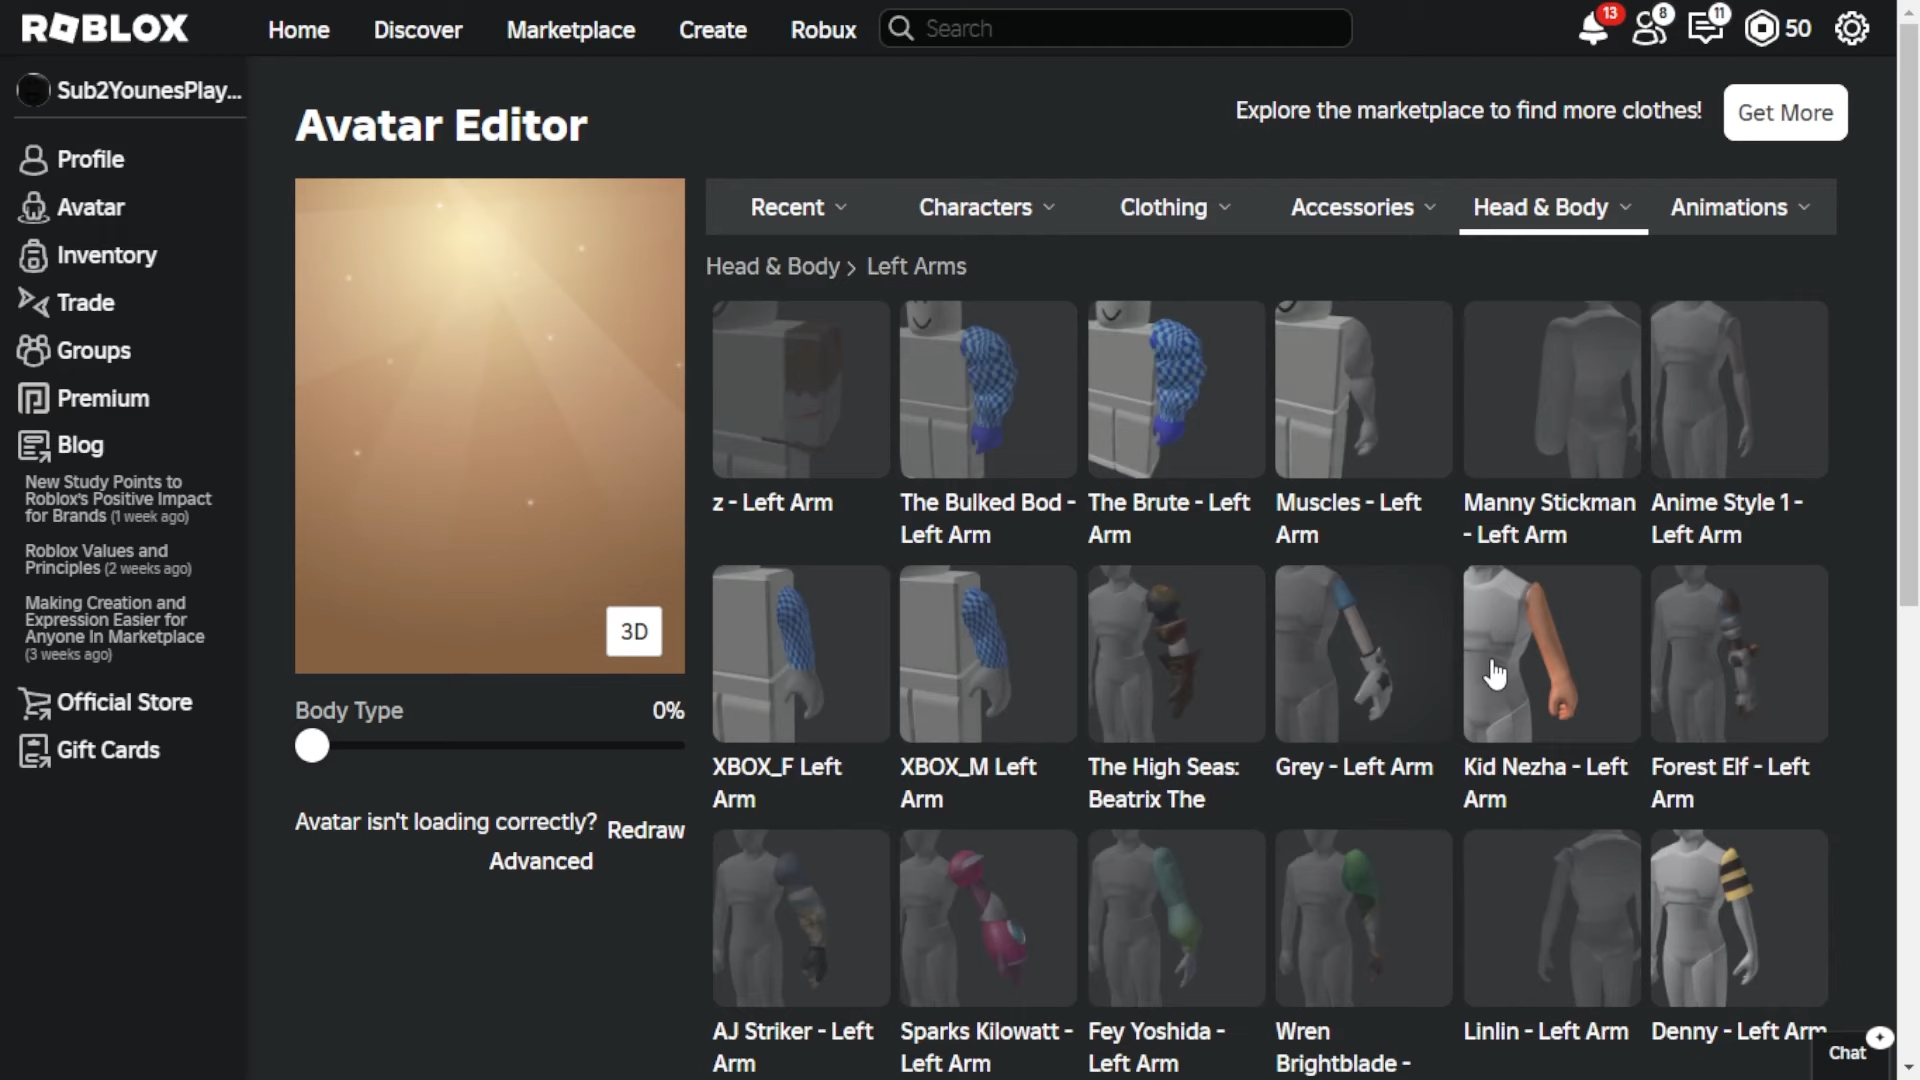 ROBLOX
Home
Discover
Marketplace
Create
Robux
Search
13
8
11
50
Sub2YounesPlay...
Profile
Avatar
Inventory
Trade
Groups
Premium
Blog
New Study Points to
Roblox's Positive Impact
for Brands (1 week ago)
Roblox Values and
Principles (2 weeks ago)
Making Creation and
Expression Easier for
Anyone In Marketplace
(3 weeks ago)
Official Store
Gift Cards
Avatar Editor
Explore the marketplace to find more clothes!
Get More
3D
Body Type
0%
Avatar isn't loading correctly?
Redraw
Advanced
Recent
Characters
Clothing
Accessories
Head & Body
Animations
Head & Body > Left Arms
z - Left Arm
The Bulked Bod -
Left Arm
The Brute - Left
Arm
Muscles - Left
Arm
Manny Stickman
- Left Arm
Anime Style 1 -
Left Arm
XBOX_F Left
Arm
XBOX_M Left
Arm
The High Seas:
Beatrix The
Grey - Left Arm
Kid Nezha - Left
Arm
Forest Elf - Left
Arm
AJ Striker - Left
Arm
Sparks Kilowatt -
Left Arm
Fey Yoshida -
Left Arm
Wren
Brightblade -
Linlin - Left Arm
Denny - Left Arm
Chat